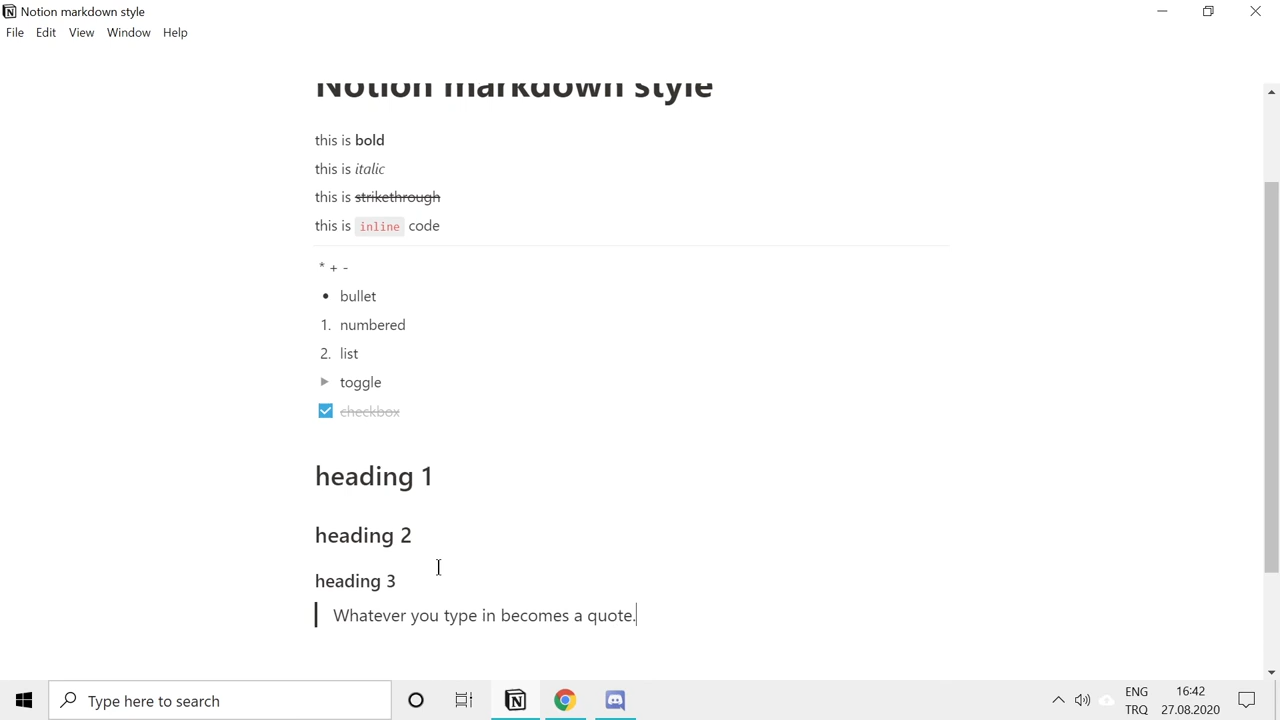 Notion markdown style
File Edit View Window Help
Notion markdown style
this is bold
this is italic
this is strikethrough
this is inline code
* + -
• bullet
1. numbered
2. list
toggle
checkbox
heading 1
heading 2
heading 3
Whatever you type in becomes a quote.
Type here to search
ENG 16:42
TRQ 27.08.2020